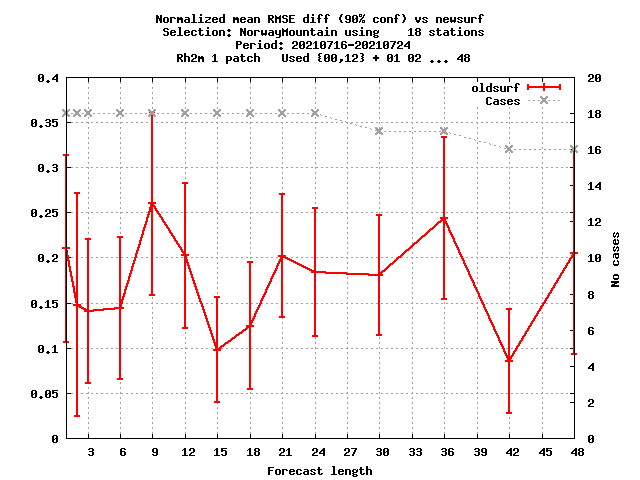 Normalized mean RMSE diff (90% conf) vs newsurf
Selection: NorwayMountain using    18 stations
Period: 20210716-20210724
Rh2m 1 patch   Used {00,12} + 01 02 ... 48
oldsurf
Cases
0.4
0.35
0.3
0.25
0.2
0.15
0.1
0.05
0
20
18
16
14
12
10
8
6
4
2
0
No cases
3 6 9 12 15 18 21 24 27 30 33 36 39 42 45 48
Forecast length